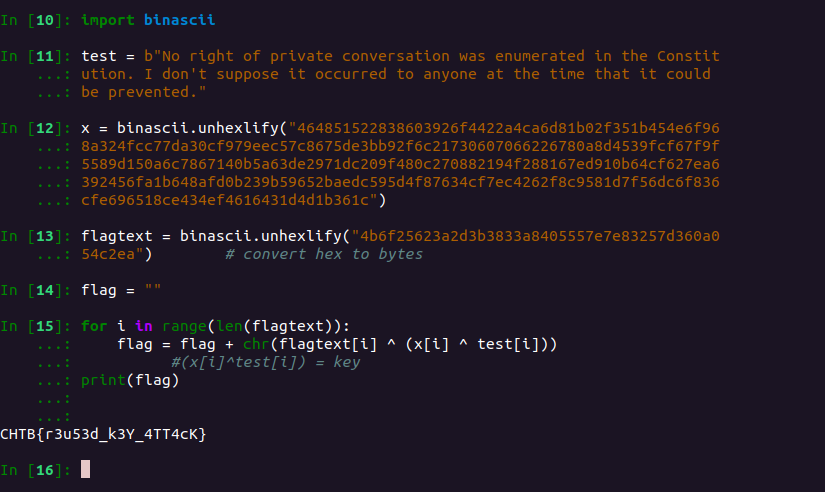 In [10]: import binascii
In [11]: test = b"No right of private conversation was enumerated in the Constit
...: ution. I don't suppose it occurred to anyone at the time that it could
...: be prevented."
In [12]: x = binascii.unhexlify("464851522838603926f4422a4ca6d81b02f351b454e6f96
...: 8a324fcc77da30cf979eec57c8675de3bb92f6c21730607066226780a8d4539fcf67f9f
...: 5589d150a6c7867140b5a63de2971dc209f480c270882194f288167ed910b64cf627ea6
...: 392456fa1b648afd0b239b59652baedc595d4f87634cf7ec4262f8c9581d7f56dc6f836
...: cfe696518ce434ef4616431d4d1b361c")
In [13]: flagtext = binascii.unhexlify("4b6f25623a2d3b3833a8405557e7e83257d360a0
...: 54c2ea") # convert hex to bytes
In [14]: flag = ""
In [15]: for i in range(len(flagtext)):
...: flag = flag + chr(flagtext[i] ^ (x[i] ^ test[i]))
...: #(x[i]^test[i]) = key
...: print(flag)
...:
...:
CHTB{r3u53d_k3Y_4TT4cK}
In [16]: